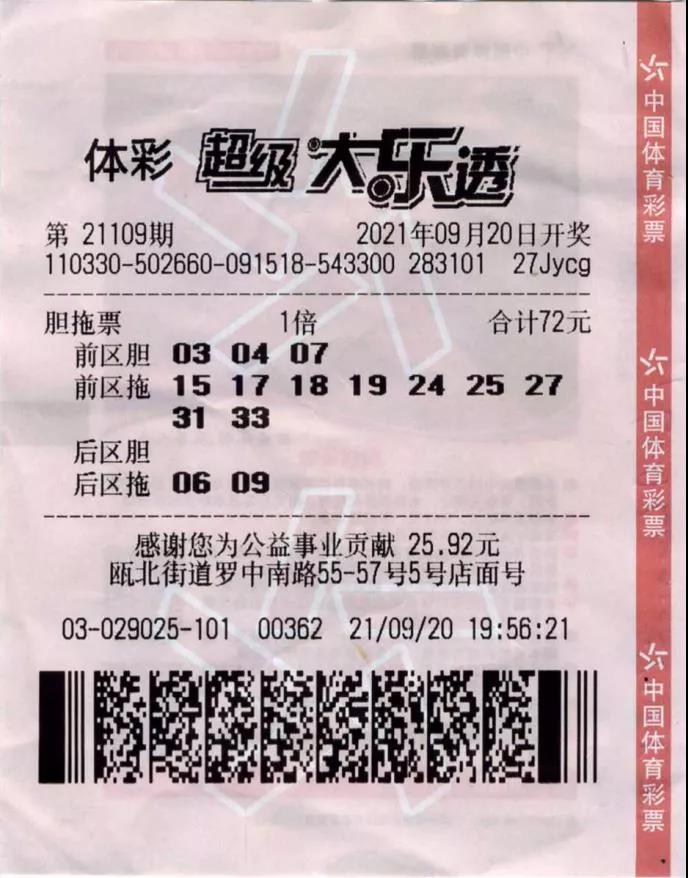 体彩 超级大乐透
第 21109期 2021年09月20日开奖
110330-502660-091518-543300 283101 27Jycg
胆拖票 1倍 合计72元
前区胆 03 04 07
前区拖 15 17 18 19 24 25 27
31 33
后区胆
后区拖 06 09
感谢您为公益事业贡献 25.92元
瓯北街道罗中南路55-57号5号店面号
03-029025-101 00362 21/09/20 19:56:21
中国体育彩票
中国体育彩票
中国体育彩票